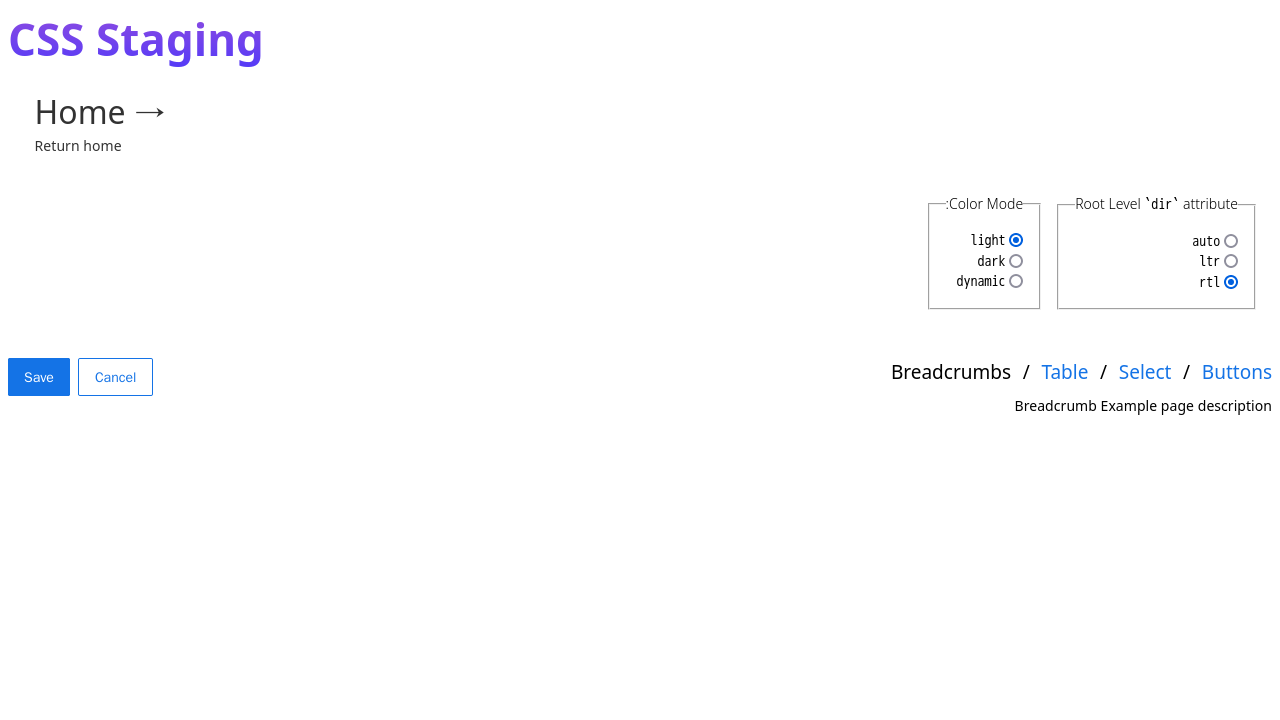 CSS Staging
Home →
Return home
Root Level `dir` attribute
auto
ltr
rtl
:Color Mode
light
dark
dynamic
Breadcrumbs / Table / Select / Buttons
Breadcrumb Example page description
Save
Cancel